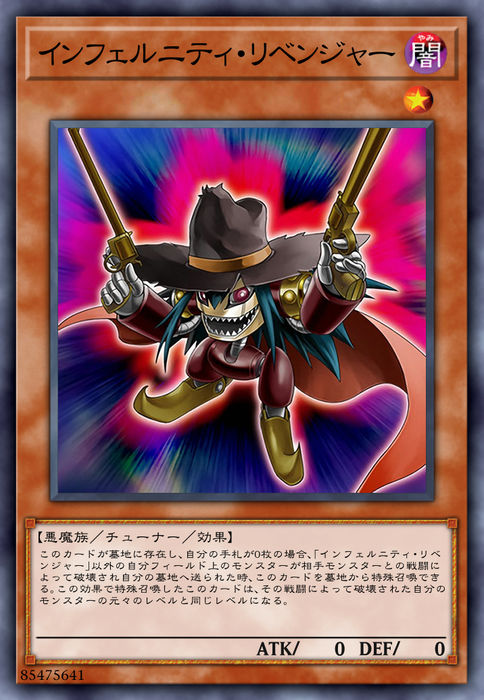 インフェルニティ・リベンジャー
やみ
闇
【悪魔族／チューナー／効果】
このカードが墓地に存在し、自分の手札が0枚の場合、「インフェルニティ・リベ
ンジャー」以外の自分フィールド上のモンスターが相手モンスターとの戦闘に
よって破壊され自分の墓地へ送られた時、このカードを墓地から特殊召喚でき
る。この効果で特殊召喚したこのカードは、その戦闘によって破壊された自分の
モンスターの元々のレベルと同じレベルになる。
ATK/ 0 DEF/ 0
85475641